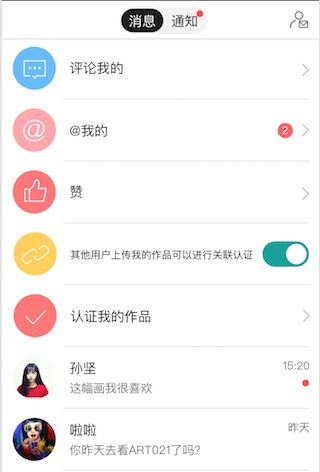 消息 通知
评论我的
@
@我的
2
赞
其他用户上传我的作品可以进行关联认证
认证我的作品
孙坚 15:20
这幅画我很喜欢
啦啦 昨天
你昨天去看ART021了吗?